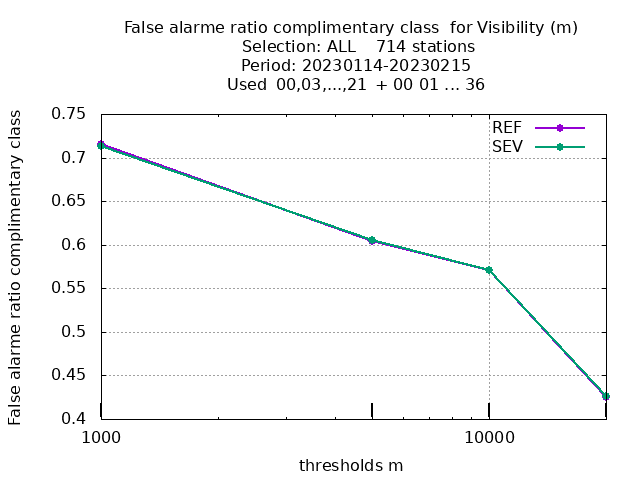 False alarme ratio complimentary class  for Visibility (m)
Selection: ALL    714 stations
Period: 20230114-20230215
Used  00,03,...,21  + 00 01 ... 36
False alarme ratio complimentary class
0.75
0.7
0.65
0.6
0.55
0.5
0.45
0.4
REF
SEV
1000
10000
thresholds m